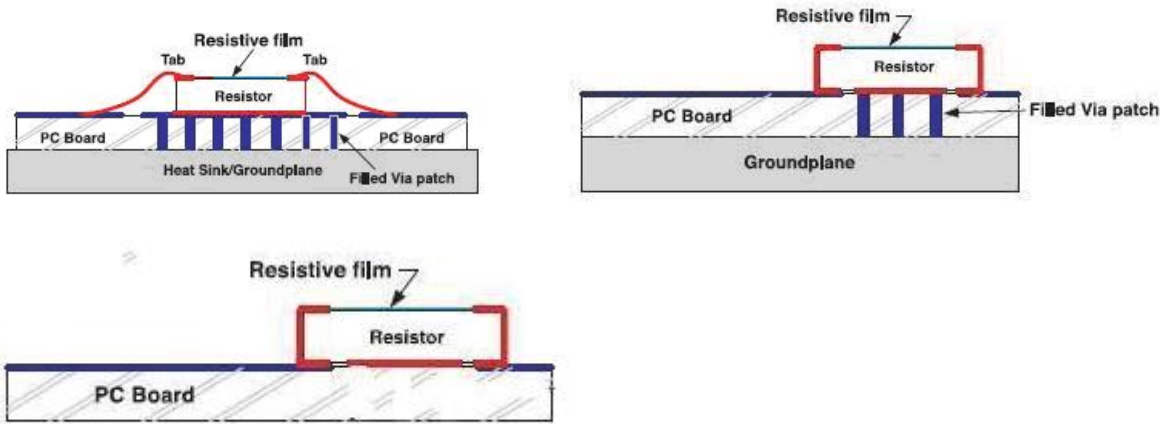 Resistive film
Tab
Tab
Resistor
PC Board
PC Board
Heat Sink/Groundplane
Filled Via patch
Resistive film
Resistor
PC Board
Filled Via patch
Groundplane
Resistive film
Resistor
PC Board